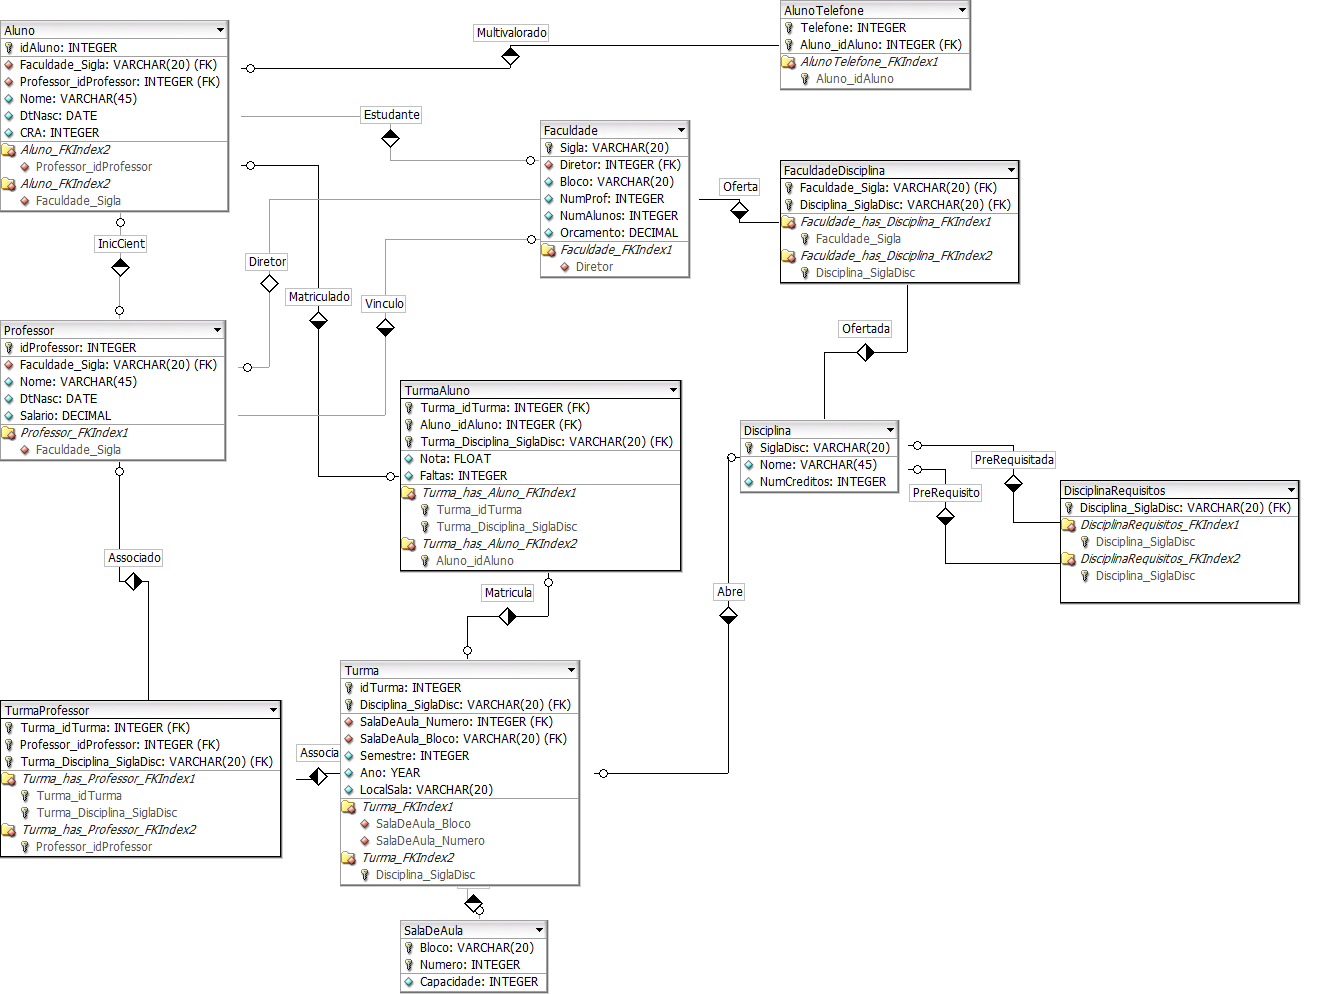 Aluno
idAluno: INTEGER
Faculdade_Sigla: VARCHAR(20) (FK)
Professor_idProfessor: INTEGER (FK)
Nome: VARCHAR(45)
DtNasc: DATE
CRA: INTEGER
Aluno_FKIndex2
Professor_idProfessor
Aluno_FKIndex2
Faculdade_Sigla
Multivalorado
AlunoTelefone
Telefone: INTEGER
Aluno_idAluno: INTEGER (FK)
AlunoTelefone_FKIndex1
Aluno_idAluno
Estudante
Faculdade
Sigla: VARCHAR(20)
Diretor: INTEGER (FK)
Bloco: VARCHAR(20)
NumProf: INTEGER
NumAlunos: INTEGER
Orcamento: DECIMAL
Faculdade_FKIndex1
Diretor
Oferta
FaculdadeDisciplina
Faculdade_Sigla: VARCHAR(20) (FK)
Disciplina_SiglaDisc: VARCHAR(20) (FK)
Faculdade_has_Disciplina_FKIndex1
Faculdade_Sigla
Faculdade_has_Disciplina_FKIndex2
Disciplina_SiglaDisc
InicCient
Diretor
Matriculado
Vinculo
Ofertada
Professor
idProfessor: INTEGER
Faculdade_Sigla: VARCHAR(20) (FK)
Nome: VARCHAR(45)
DtNasc: DATE
Salario: DECIMAL
Professor_FKIndex1
Faculdade_Sigla
TurmaAluno
Turma_idTurma: INTEGER (FK)
Aluno_idAluno: INTEGER (FK)
Turma_Disciplina_SiglaDisc: VARCHAR(20) (FK)
Nota: FLOAT
Faltas: INTEGER
Turma_has_Aluno_FKIndex1
Turma_idTurma
Turma_Disciplina_SiglaDisc
Turma_has_Aluno_FKIndex2
Aluno_idAluno
Disciplina
SiglaDisc: VARCHAR(20)
Nome: VARCHAR(45)
NumCreditos: INTEGER
PreRequisitada
PreRequisito
DisciplinaRequisitos
Disciplina_SiglaDisc: VARCHAR(20) (FK)
DisciplinaRequisitos_FKIndex1
Disciplina_SiglaDisc
DisciplinaRequisitos_FKIndex2
Disciplina_SiglaDisc
Associado
Matricula
Abre
TurmaProfessor
Turma_idTurma: INTEGER (FK)
Professor_idProfessor: INTEGER (FK)
Turma_Disciplina_SiglaDisc: VARCHAR(20) (FK)
Turma_has_Professor_FKIndex1
Turma_idTurma
Turma_Disciplina_SiglaDisc
Turma_has_Professor_FKIndex2
Professor_idProfessor
Associa
Turma
idTurma: INTEGER
Disciplina_SiglaDisc: VARCHAR(20) (FK)
SalaDeAula_Numero: INTEGER (FK)
SalaDeAula_Bloco: VARCHAR(20) (FK)
Semestre: INTEGER
Ano: YEAR
LocalSala: VARCHAR(20)
Turma_FKIndex1
SalaDeAula_Bloco
SalaDeAula_Numero
Turma_FKIndex2
Disciplina_SiglaDisc
SalaDeAula
Bloco: VARCHAR(20)
Numero: INTEGER
Capacidade: INTEGER